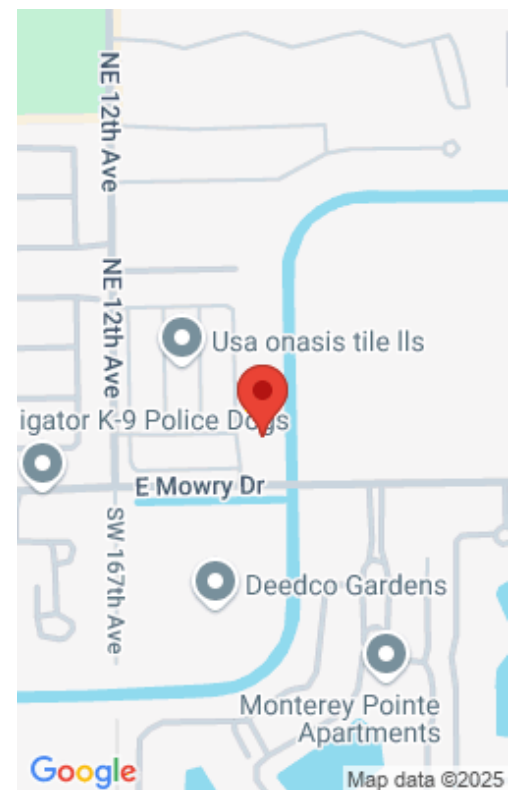 NE 12th Ave
NE 12th Ave
Usa onasis tile lls
igator K-9 Police Dogs
E Mowry Dr
SW 167th Ave
Deedco Gardens
Monterey Pointe
Apartments
Google
Map data ©2025